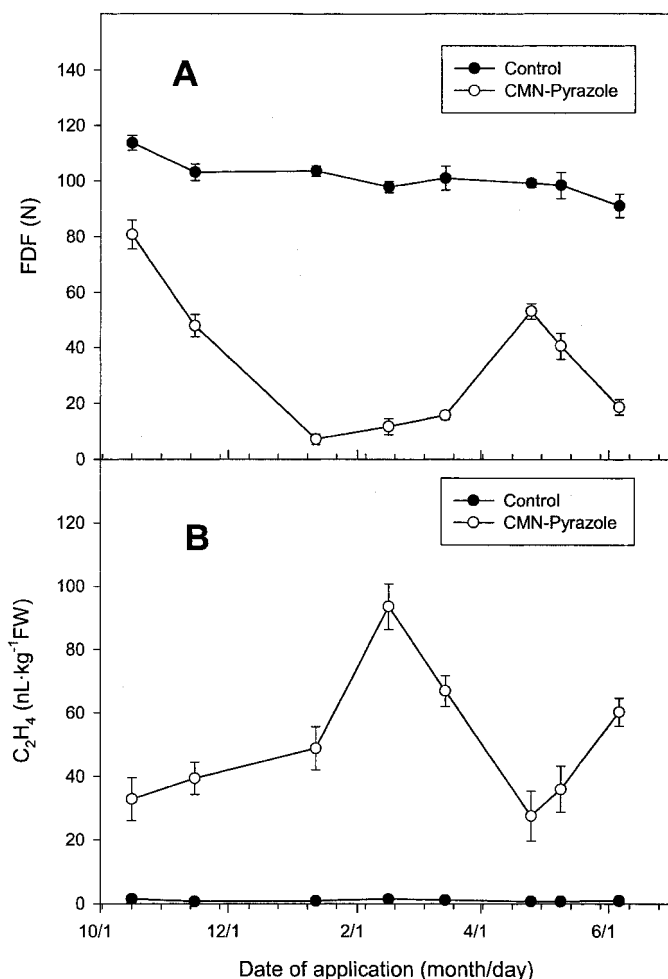 A
Control
CMN-Pyrazole
140
120
100
80
60
40
20
0
FDF (N)
B
Control
CMN-Pyrazole
120
100
80
60
40
20
0
C₂H₄ (nL·kg⁻¹FW)
10/1 12/1 2/1 4/1 6/1
Date of application (month/day)